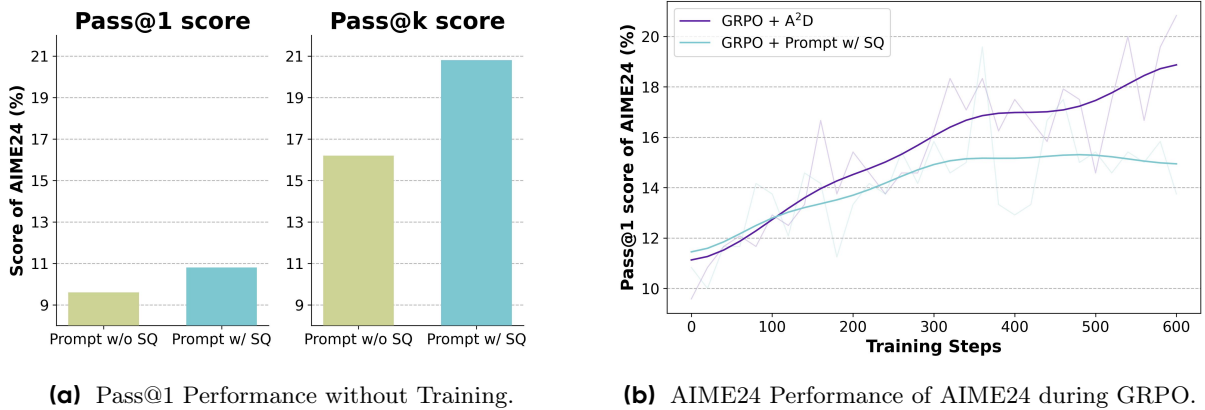 Pass@1 score
Score of AIME24 (%)
21
19
17
15
13
11
9
Prompt w/o SQ
Prompt w/ SQ
Pass@k score
21
19
17
15
13
11
9
Prompt w/o SQ
Prompt w/ SQ
(a) Pass@1 Performance without Training.
Pass@1 score of AIME24 (%)
GRPO + A²D
GRPO + Prompt w/ SQ
20
18
16
14
12
10
0 100 200 300 400 500 600
Training Steps
(b) AIME24 Performance of AIME24 during GRPO.